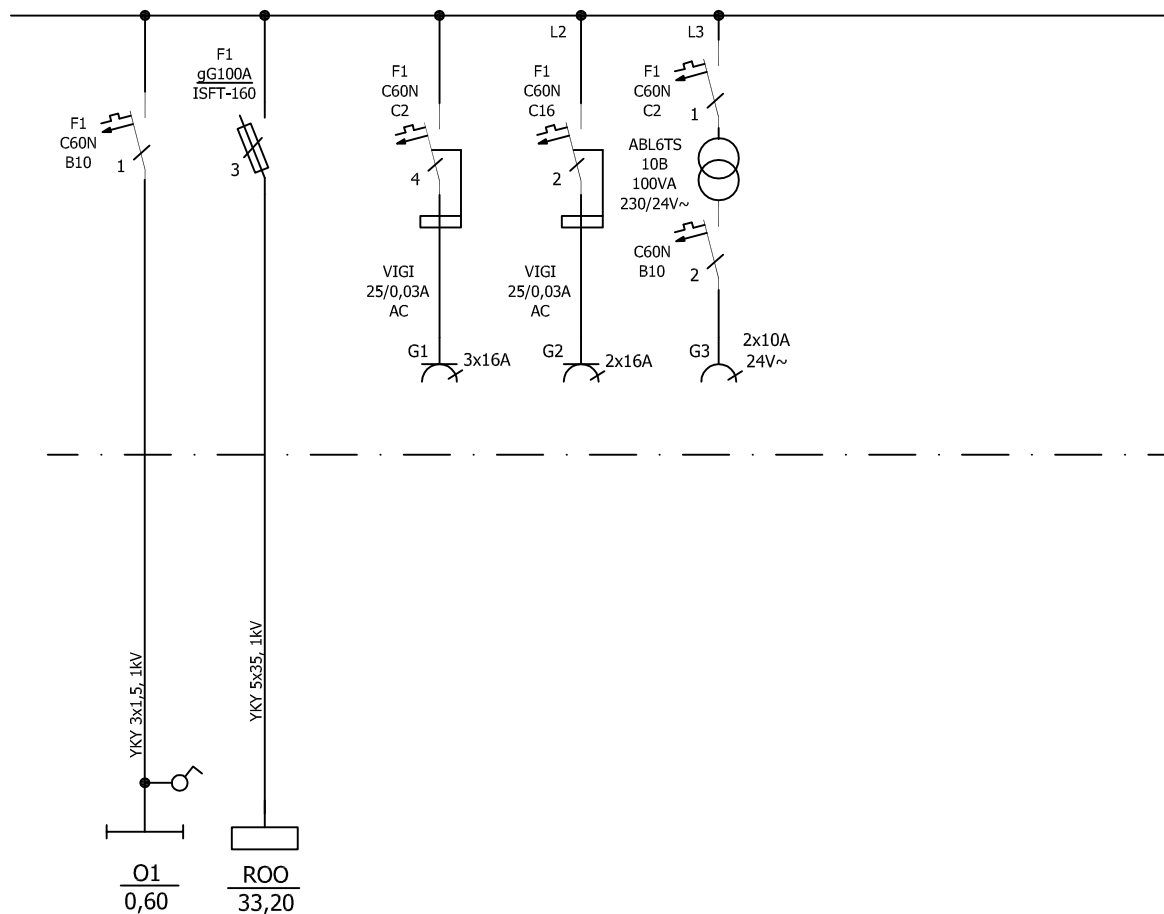 F1
C60N
B10
1
YKY 3x1,5, 1kV
O1
0,60
F1
gG100A
ISFT-160
3
YKY 5x35, 1kV
ROO
33,20
F1
C60N
C2
4
VIGI
25/0,03A
AC
G1
3x16A
L2
F1
C60N
C16
2
VIGI
25/0,03A
AC
G2
2x16A
L3
F1
C60N
C2
1
ABL6TS
10B
100VA
230/24V~
C60N
B10
2
G3
2x10A
24V~